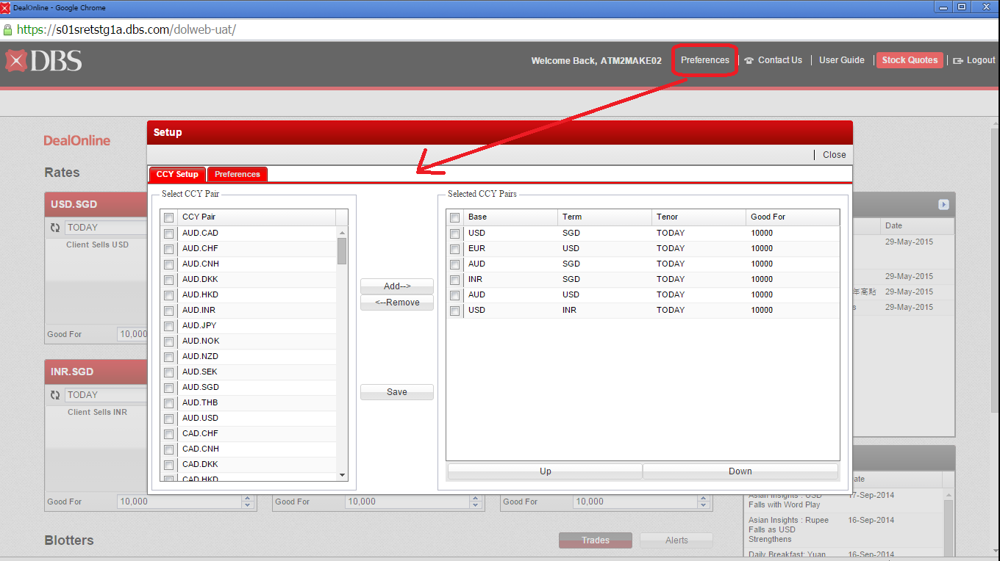 DealOnline - Google Chrome
https://s01sretstg1a.dbs.com/dolweb-uat/
DBS
Welcome Back, ATM2MAKE02
Preferences
Contact Us
User Guide
Stock Quotes
Logout
DealOnline
Rates
USD.SGD
TODAY
Client Sells USD
Good For 10,000
INR.SGD
TODAY
Client Sells INR
Good For 10,000
Good For 10,000
Good For 10,000
Blotters
Trades
Alerts
Setup
Close
CCY Setup
Preferences
Select CCY Pair
CCY Pair
AUD.CAD
AUD.CHF
AUD.CNH
AUD.DKK
AUD.HKD
AUD.INR
AUD.JPY
AUD.NOK
AUD.NZD
AUD.SEK
AUD.SGD
AUD.THB
AUD.USD
CAD.CHF
CAD.CNH
CAD.DKK
CAD.HKD
Add-->
<--Remove
Save
Selected CCY Pairs
Base Term Tenor Good For
USD SGD TODAY 10000
EUR USD TODAY 10000
AUD SGD TODAY 10000
INR SGD TODAY 10000
AUD USD TODAY 10000
USD INR TODAY 10000
Up
Down
Date
29-May-2015
29-May-2015
年高點 29-May-2015
s 29-May-2015
ate
Asian Insights : USD 17-Sep-2014
Falls with Word Play
Asian Insights : Rupee 16-Sep-2014
Falls as USD
Strengthens
Daily Breakfast: Yuan 16-Sep-2014